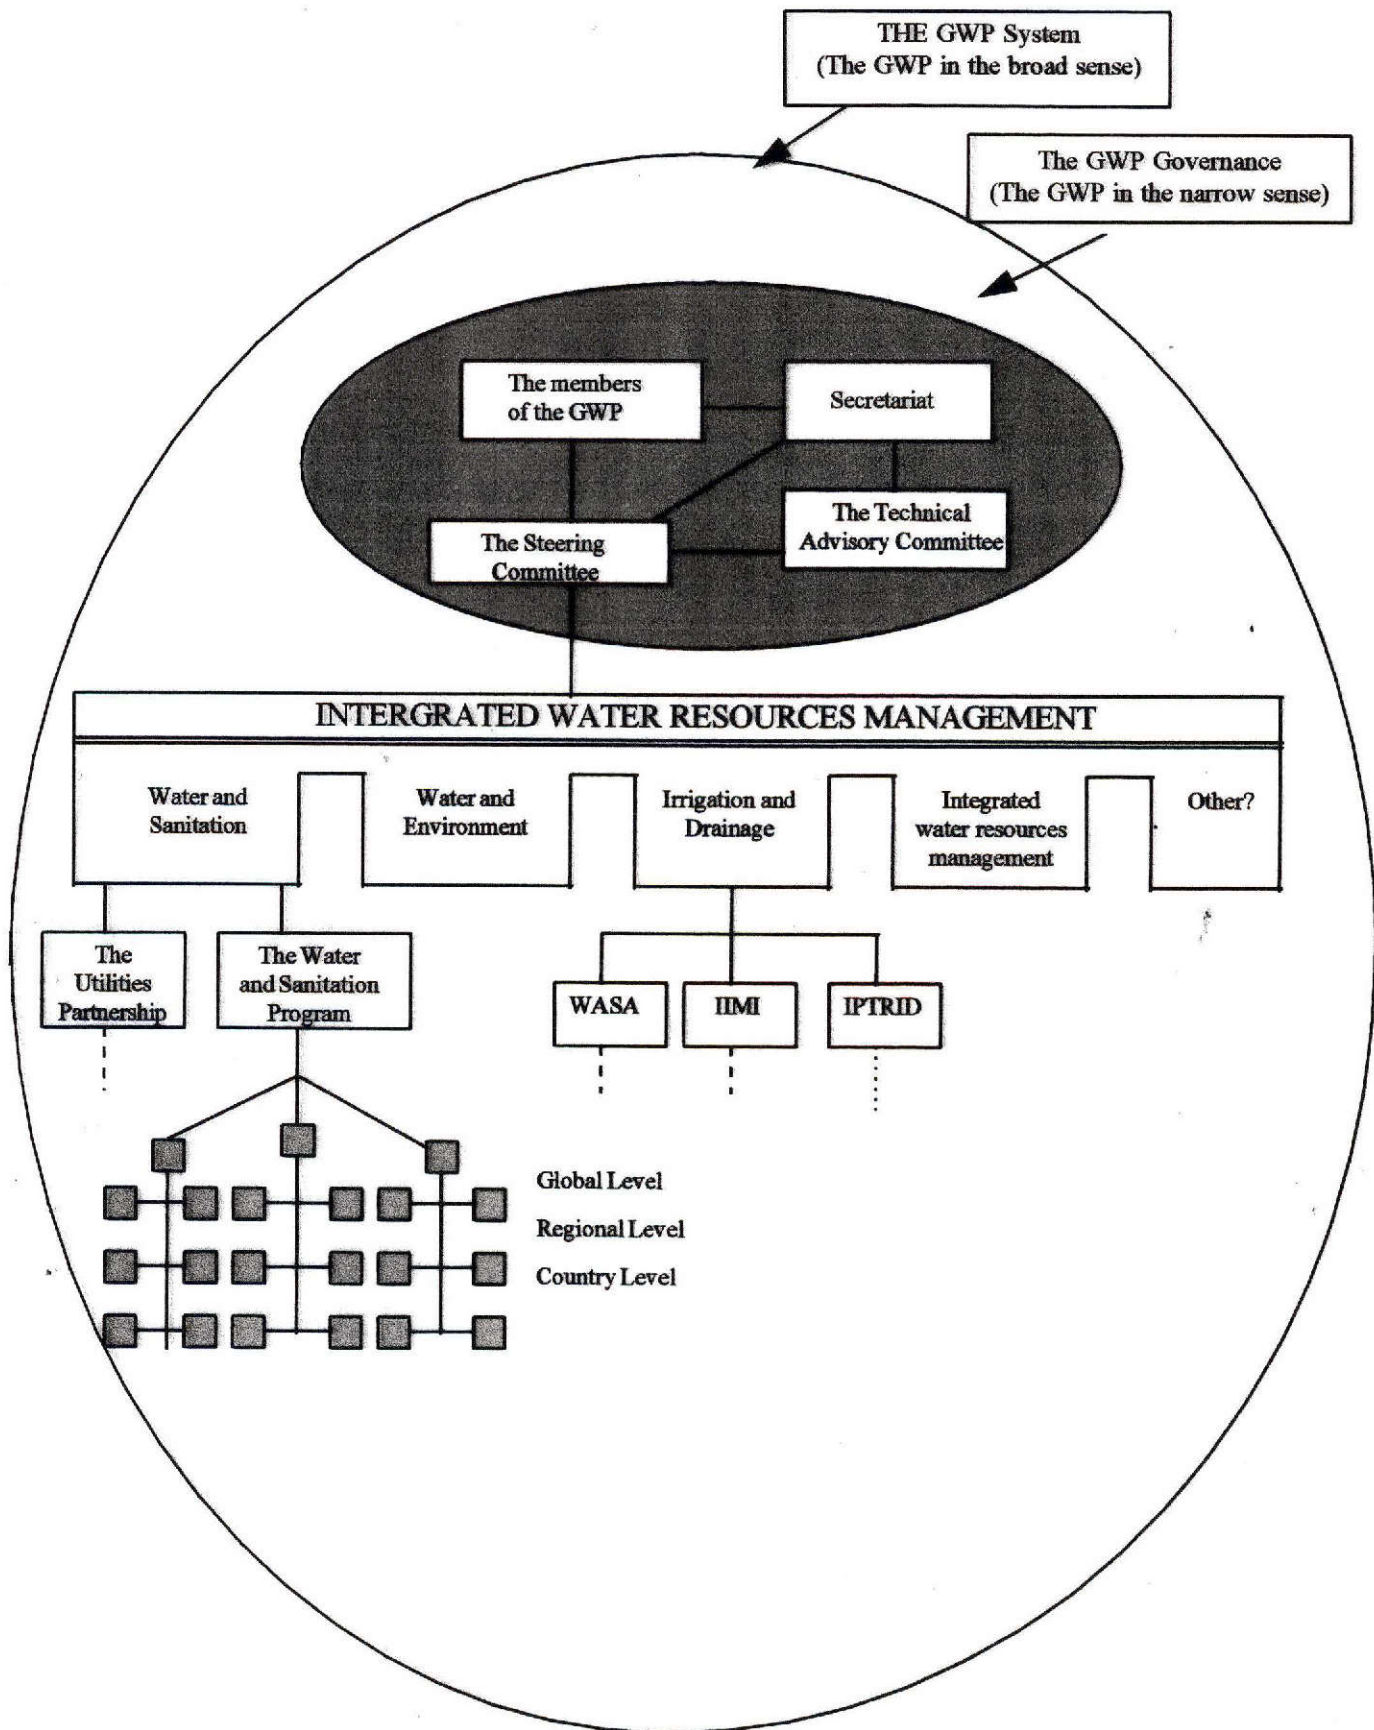 THE GWP System
(The GWP in the broad sense)
The GWP Governance
(The GWP in the narrow sense)
The members
of the GWP
Secretariat
The Steering
Committee
The Technical
Advisory Committee
INTERGRATED WATER RESOURCES MANAGEMENT
Water and
Sanitation
Water and
Environment
Irrigation and
Drainage
Integrated
water resources
management
Other?
The
Utilities
Partnership
The Water
and Sanitation
Program
WASA
IIMI
IPTRID
Global Level
Regional Level
Country Level